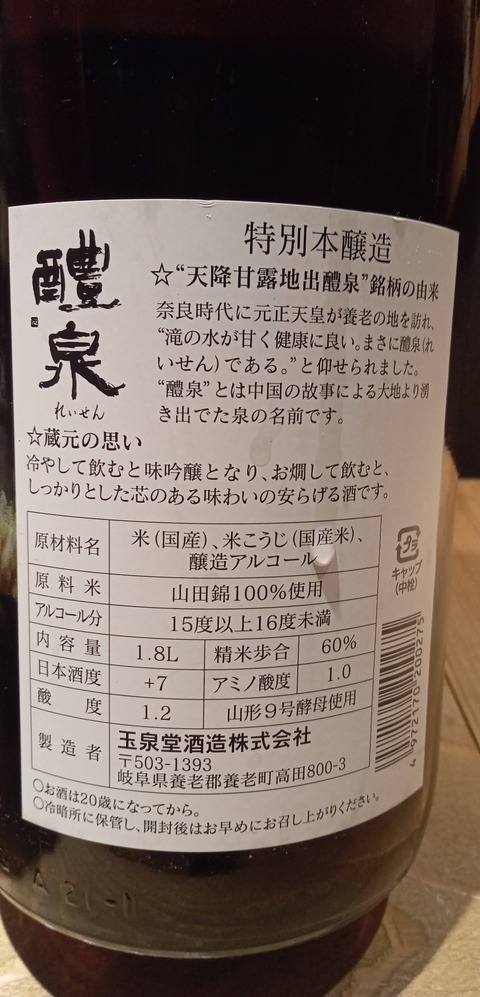 醴泉
れいせん
特別本醸造
☆“天降甘露地出醴泉”銘柄の由来
奈良時代に元正天皇が養老の地を訪れ、
“滝の水が甘く健康に良い。まさに醴泉(れ
いせん)である。”と仰せられました。
“醴泉”とは中国の故事による大地より湧
き出でた泉の名前です。
☆蔵元の思い
冷やして飲むと味吟醸となり、お燗して飲むと、
しっかりとした芯のある味わいの安らげる酒です。
原材料名 米(国産)、米こうじ(国産米)、
醸造アルコール
原料米 山田錦100%使用
アルコール分 15度以上16度未満
内容量 1.8L 精米歩合 60%
日本酒度 +7 アミノ酸度 1.0
酸度 1.2 山形9号酵母使用
製造者 玉泉堂酒造株式会社
〒503-1393
岐阜県養老郡養老町高田800-3
プラ
キャップ
(中栓)
4 972170 200275
○お酒は20歳になってから。
○冷暗所に保管し、開封後はお早めにお召し上がりください。
A 21-11